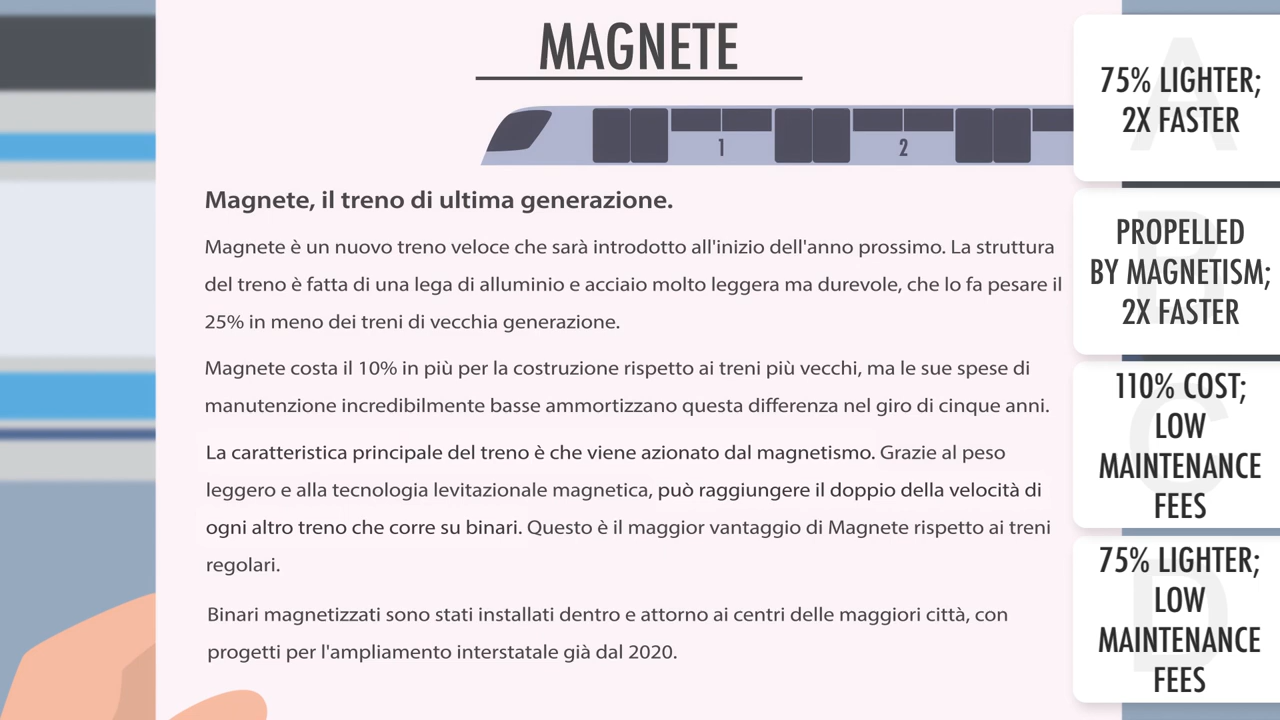 MAGNETE
1
2
Magnete, il treno di ultima generazione.
Magnete è un nuovo treno veloce che sarà introdotto all'inizio dell'anno prossimo. La struttura
del treno è fatta di una lega di alluminio e acciaio molto leggera ma durevole, che lo fa pesare il
25% in meno dei treni di vecchia generazione.
Magnete costa il 10% in più per la costruzione rispetto ai treni più vecchi, ma le sue spese di
manutenzione incredibilmente basse ammortizzano questa differenza nel giro di cinque anni.
La caratteristica principale del treno è che viene azionato dal magnetismo. Grazie al peso
leggero e alla tecnologia levitazionale magnetica, può raggiungere il doppio della velocità di
ogni altro treno che corre su binari. Questo è il maggior vantaggio di Magnete rispetto ai treni
regolari.
Binari magnetizzati sono stati installati dentro e attorno ai centri delle maggiori città, con
progetti per l'ampliamento interstatale già dal 2020.
A
75% LIGHTER;
2X FASTER
B
PROPELLED
BY MAGNETISM;
2X FASTER
C
110% COST;
LOW
MAINTENANCE
FEES
D
75% LIGHTER;
LOW
MAINTENANCE
FEES